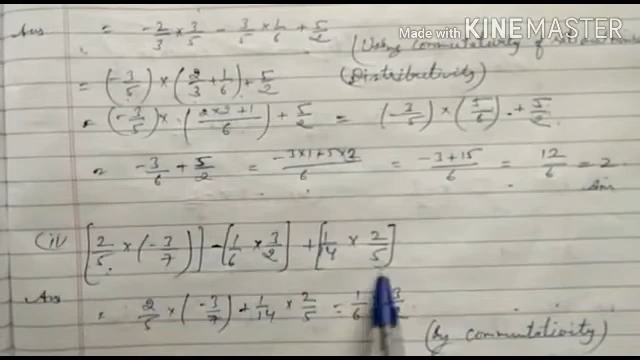 Made with KINEMASTER
Ans = -2/3 × 3/5 - 3/5 × 1/6 + 5/2
(Using commutativity of
= (-3/5) × (2/3 + 1/6) + 5/2 (Distributivity)
= (-3/5) × (2×2+1/6) + 5/2 = (-3/5) × (5/6) + 5/2
= -3/6 + 5/2 = -3×1+5×3/6 = -3+15/6 = 12/6 = 2
Ans
(ii) [2/5 × (-3/7)] - [1/6 × 3/2] + [1/14 × 2/5]
Ans = 2/5 × (-3/7) + 1/14 × 2/5 = 1/6
(by commutativity)